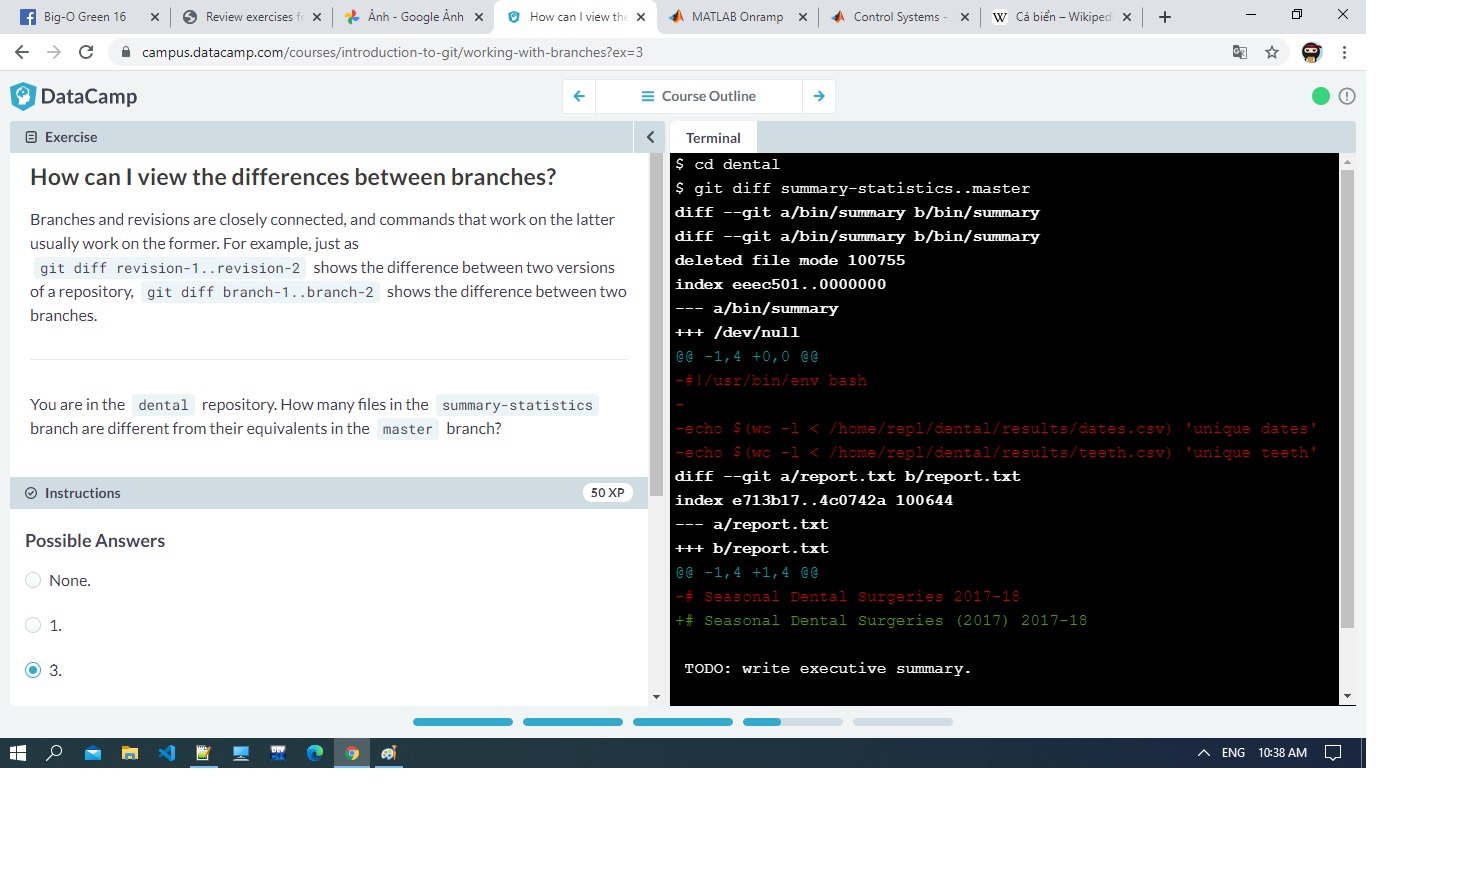 Big-O Green 16
Review exercises f
Ảnh - Google Ảnh
How can I view the
MATLAB Onramp
Control Systems -
Cá biển – Wikiped
campus.datacamp.com/courses/introduction-to-git/working-with-branches?ex=3
DataCamp
Course Outline
Exercise
How can I view the differences between branches?
Branches and revisions are closely connected, and commands that work on the latter
usually work on the former. For example, just as
git diff revision-1..revision-2 shows the difference between two versions
of a repository, git diff branch-1..branch-2 shows the difference between two
branches.
You are in the dental repository. How many files in the summary-statistics
branch are different from their equivalents in the master branch?
Instructions
50 XP
Possible Answers
None.
1.
3.
Terminal
$ cd dental
$ git diff summary-statistics..master
diff --git a/bin/summary b/bin/summary
diff --git a/bin/summary b/bin/summary
deleted file mode 100755
index eeec501..0000000
--- a/bin/summary
+++ /dev/null
@@ -1,4 +0,0 @@
-#!/usr/bin/env bash
-
-echo $(wc -l < /home/repl/dental/results/dates.csv) 'unique dates'
-echo $(wc -l < /home/repl/dental/results/teeth.csv) 'unique teeth'
diff --git a/report.txt b/report.txt
index e713b17..4c0742a 100644
--- a/report.txt
+++ b/report.txt
@@ -1,4 +1,4 @@
-# Seasonal Dental Surgeries 2017-18
+# Seasonal Dental Surgeries (2017) 2017-18
TODO: write executive summary.
DEV
ENG
10:38 AM